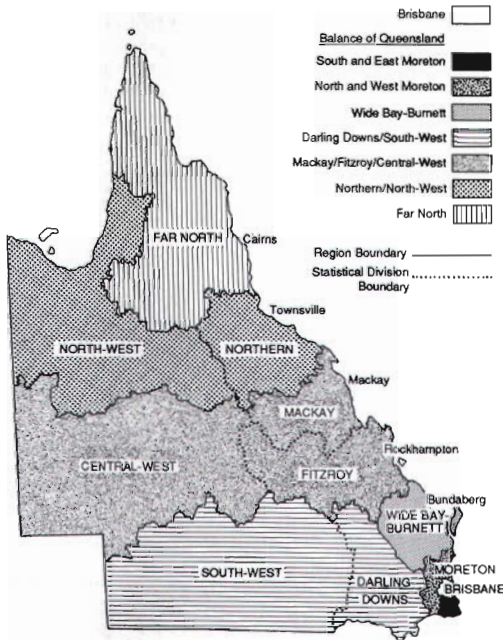 Brisbane
Balance of Queensland
South and East Moreton
North and West Moreton
Wide Bay-Burnett
Darling Downs/South-West
Mackay/Fitzroy/Central-West
Northern/North-West
Far North
Region Boundary
Statistical Division
Boundary
FAR NORTH
Cairns
Townsville
NORTH-WEST
NORTHERN
Mackay
MACKAY
Rockhampton
CENTRAL-WEST
FITZROY
Bundaberg
WIDE BAY-
BURNETT
MORETON
SOUTH-WEST
DARLING
DOWNS
BRISBANE